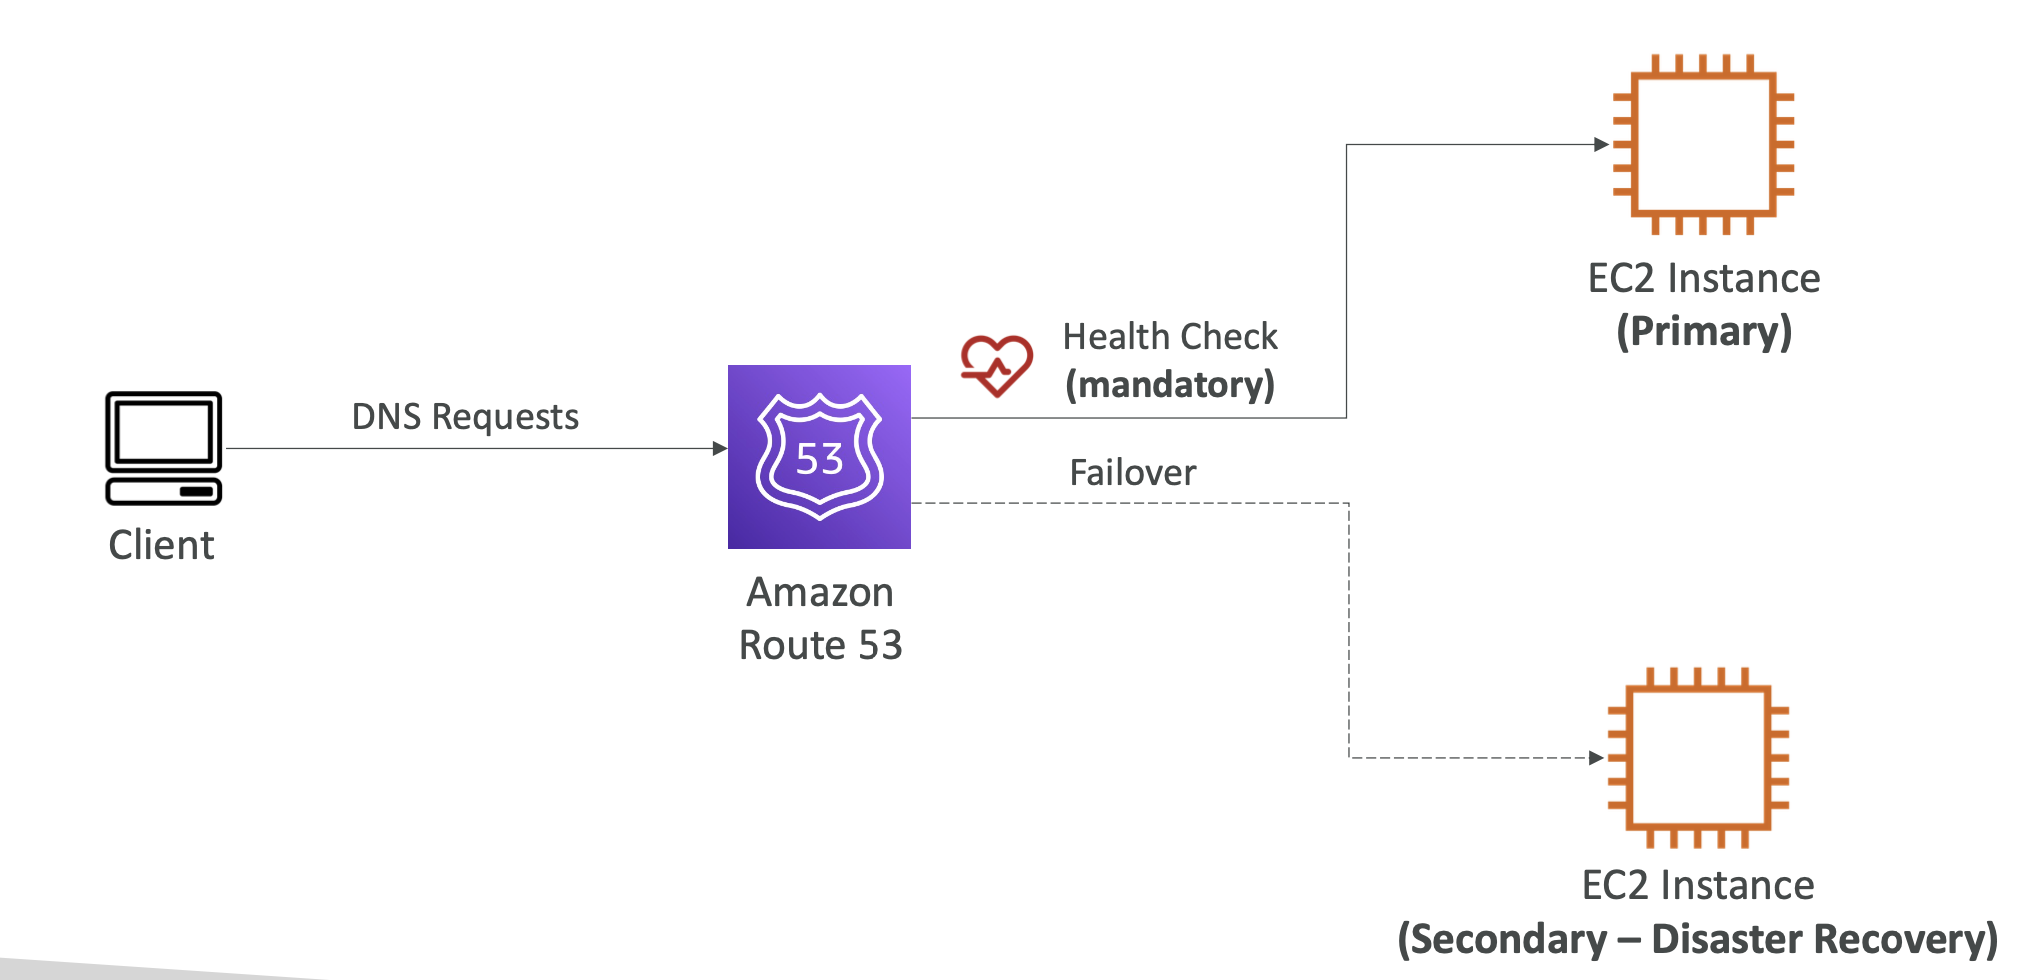 EC2 Instance
(Primary)
Health Check
(mandatory)
DNS Requests
53
Failover
Client
Amazon
Route 53
EC2 Instance
(Secondary – Disaster Recovery)